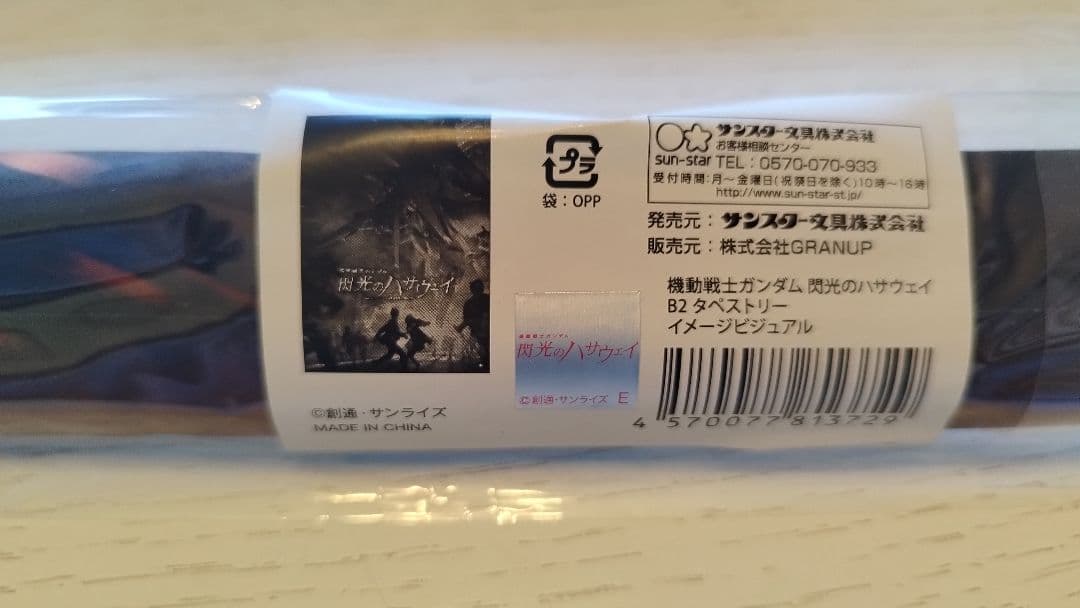 機動戦士ガンダム
閃光のハサウェイ
©創通・サンライズ
MADE IN CHINA
プラ
袋：OPP
機動戦士ガンダム
閃光のハサウェイ
©創通・サンライズ E
サンスター文具株式会社
お客様相談センター
sun-star TEL：0570-070-933
受付時間：月～金曜日(祝祭日を除く)10時～16時
http://www.sun-star-st.jp/
発売元：サンスター文具株式会社
販売元：株式会社GRANUP
機動戦士ガンダム 閃光のハサウェイ
B2 タペストリー
イメージビジュアル
4 570077 813729